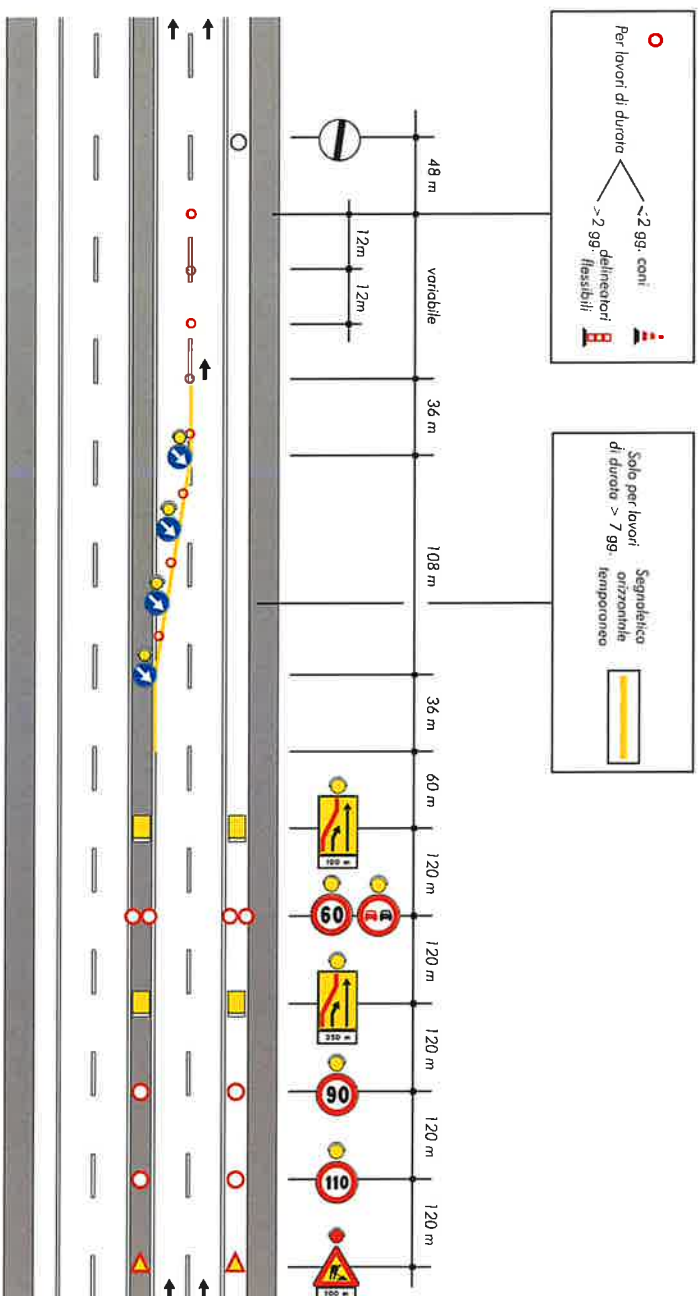 Per lavori di durata
<2 gg. coni
>2 gg. delineatori
flessibili
Solo per lavori
di durata > 7 gg.
Segnaletica
orizzontale
temporanea
48 m
variabile
36 m
108 m
36 m
60 m
120 m
120 m
120 m
120 m
120 m
12m
12m
100 m
60
250 m
90
110